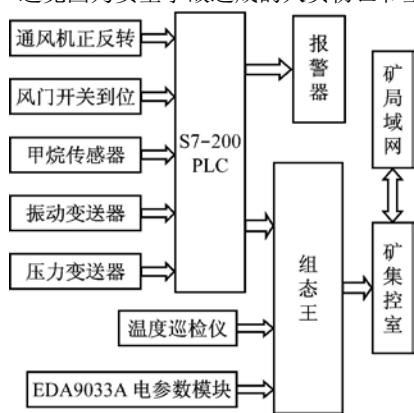 通风机正反转
风门开关到位
甲烷传感器
振动变送器
压力变送器
S7-200
PLC
报警器
矿局域网
组态王
矿集控室
温度巡检仪
EDA9033A 电参数模块